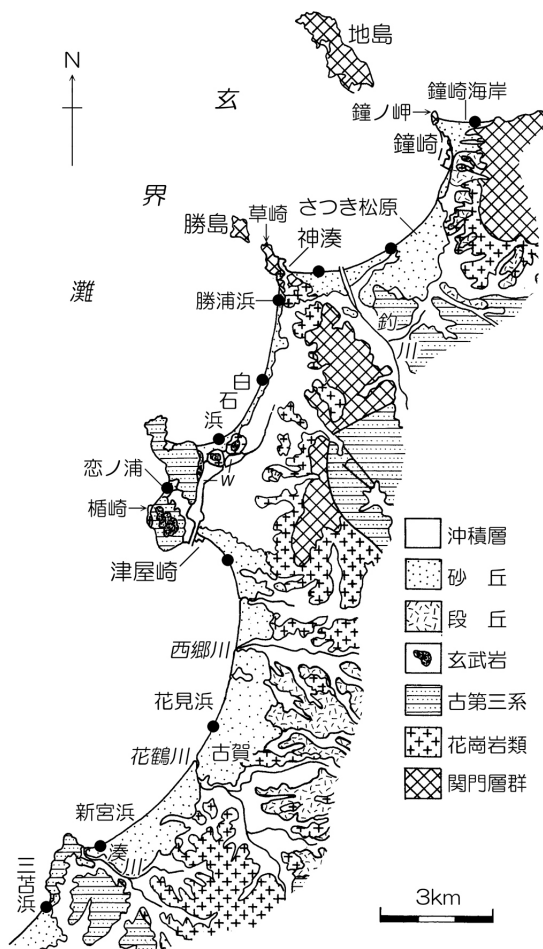 地島
N
玄
界
灘
鐘崎海岸
鐘ノ岬
鐘崎
さつき松原
草崎
神湊
勝島
勝浦浜
釣
川
白
石
浜
恋ノ浦
w
楯崎
津屋崎
西郷川
花見浜
花鶴川
古賀
新宮浜
湊
川
三苫浜
沖積層
砂 丘
段 丘
玄武岩
古第三系
花崗岩類
関門層群
3km